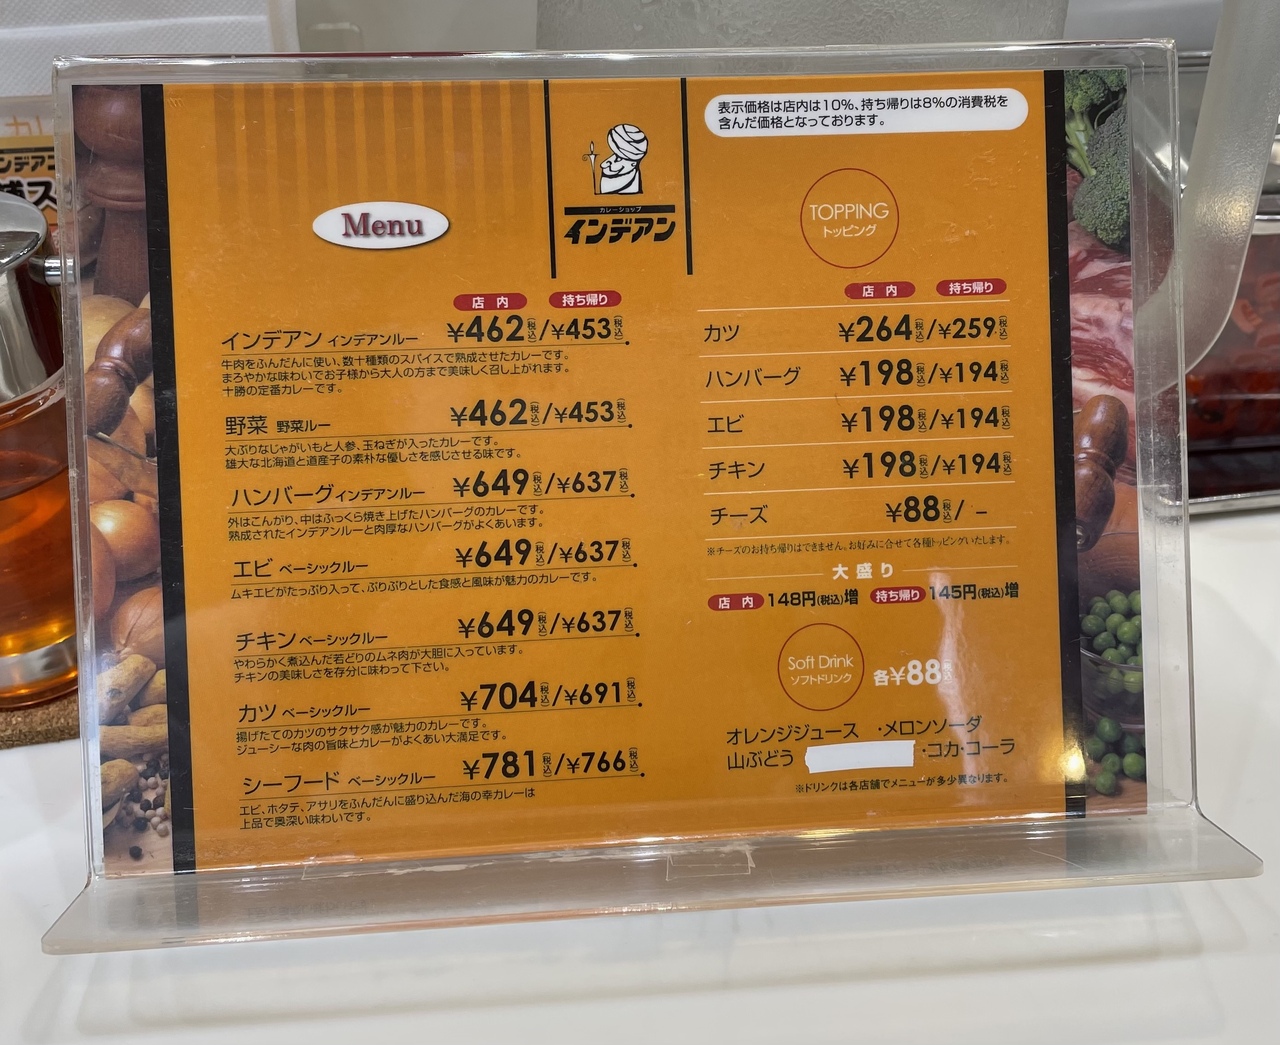 表示価格は店内は10%、持ち帰りは8%の消費税を
含んだ価格となっております。
カレーショップ
インデアン
Menu
店内 持ち帰り
インデアン インデアンルー ¥462(税込)/¥453(税込)
牛肉をふんだんに使い、数十種類のスパイスで熟成させたカレーです。
まろやかな味わいでお子様から大人の方まで美味しく召し上がれます。
十勝の定番カレーです。
野菜 野菜ルー ¥462(税込)/¥453(税込)
大ぶりなじゃがいもと人参、玉ねぎが入ったカレーです。
雄大な北海道と道産子の素朴な優しさを感じさせる味です。
ハンバーグ インデアンルー ¥649(税込)/¥637(税込)
外はこんがり、中はふっくら焼き上げたハンバーグのカレーです。
熟成されたインデアンルーと肉厚なハンバーグがよくあいます。
エビ ベーシックルー ¥649(税込)/¥637(税込)
ムキエビがたっぷり入って、ぷりぷりとした食感と風味が魅力のカレーです。
チキン ベーシックルー ¥649(税込)/¥637(税込)
やわらかく煮込んだ若どりのムネ肉が大胆に入っています。
チキンの美味しさを存分に味わって下さい。
カツ ベーシックルー ¥704(税込)/¥691(税込)
揚げたてのカツのサクサク感が魅力のカレーです。
ジューシーな肉の旨味とカレーがよくあい大満足です。
シーフード ベーシックルー ¥781(税込)/¥766(税込)
エビ、ホタテ、アサリをふんだんに盛り込んだ海の幸カレーは
上品で奥深い味わいです。
TOPPING
トッピング
店内 持ち帰り
カツ ¥264(税込)/¥259(税込)
ハンバーグ ¥198(税込)/¥194(税込)
エビ ¥198(税込)/¥194(税込)
チキン ¥198(税込)/¥194(税込)
チーズ ¥88(税込)/ −
※チーズのお持ち帰りはできません。お好みに合せて各種トッピングいたします。
大盛り
店内 148円(税込)増 持ち帰り 145円(税込)増
Soft Drink
ソフトドリンク
各¥88(税込)
オレンジジュース ・メロンソーダ
山ぶどう ・コカ・コーラ
※ドリンクは各店舗でメニューが多少異なります。